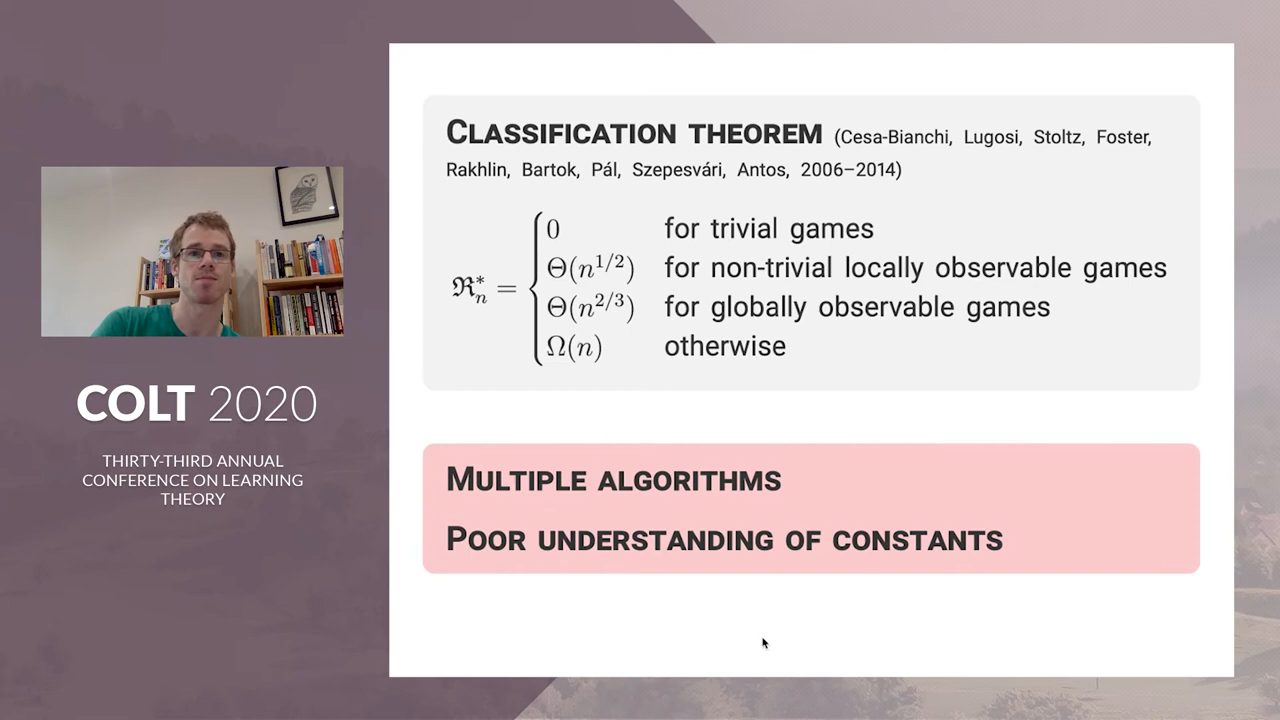 COLT 2020
THIRTY-THIRD ANNUAL
CONFERENCE ON LEARNING
THEORY
CLASSIFICATION THEOREM (Cesa-Bianchi, Lugosi, Stoltz, Foster,
Rakhlin, Bartok, Pál, Szepesvári, Antos, 2006–2014)
ℜ*ₙ = { 0 for trivial games
Θ(n^{1/2}) for non-trivial locally observable games
Θ(n^{2/3}) for globally observable games
Ω(n) otherwise
MULTIPLE ALGORITHMS
POOR UNDERSTANDING OF CONSTANTS